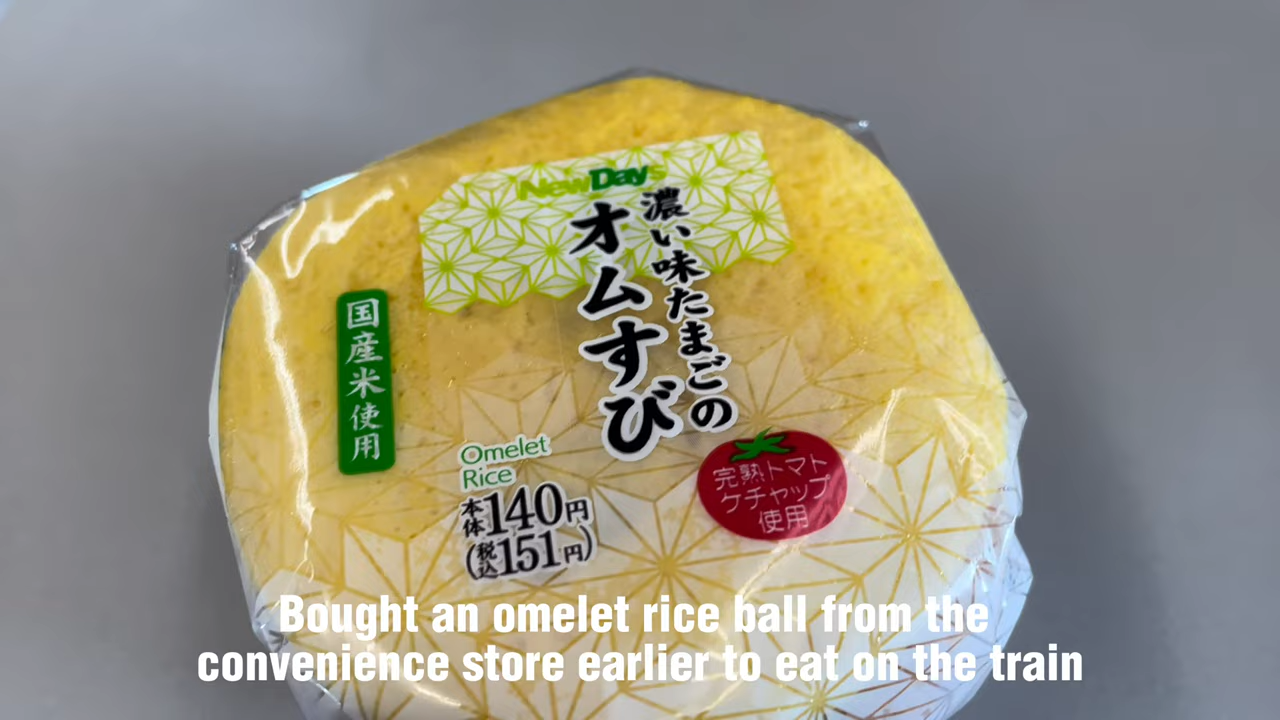 NewDays
濃い味たまごの
オムすび
国産米使用
Omelet
Rice
本体140円
(税込151円)
完熟トマト
ケチャップ
使用
Bought an omelet rice ball from the
convenience store earlier to eat on the train